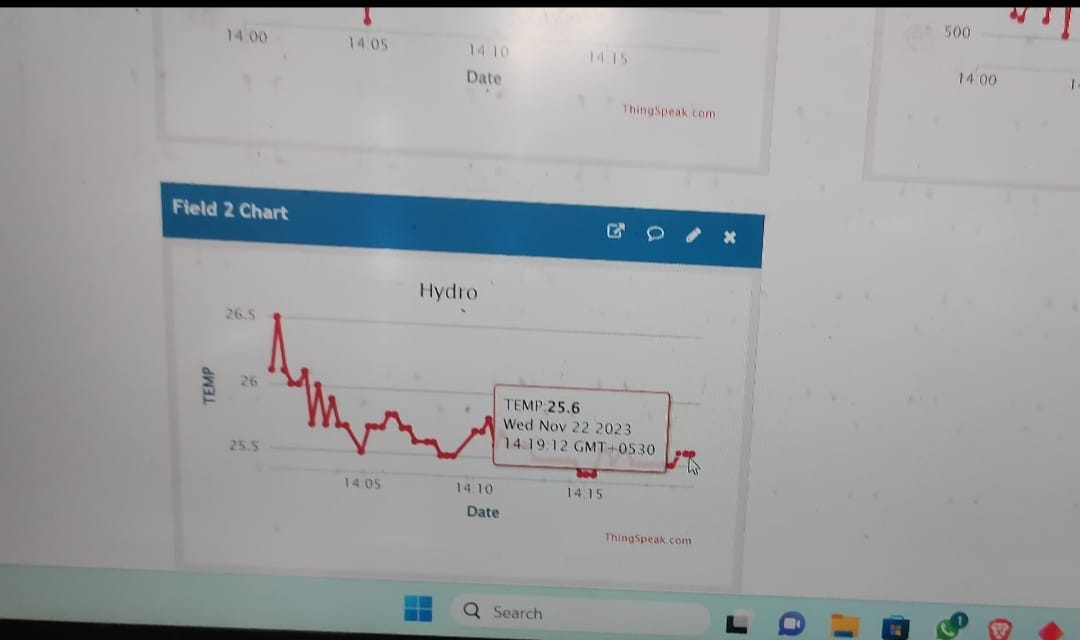 14:00
14:05
14:10
14:15
Date
ThingSpeak.com
500
14:00
Field 2 Chart
Hydro
26.5
26
25.5
TEMP
TEMP:25.6
Wed Nov 22 2023
14:19:12 GMT+0530
14:05
14:10
14:15
Date
ThingSpeak.com
Search
1